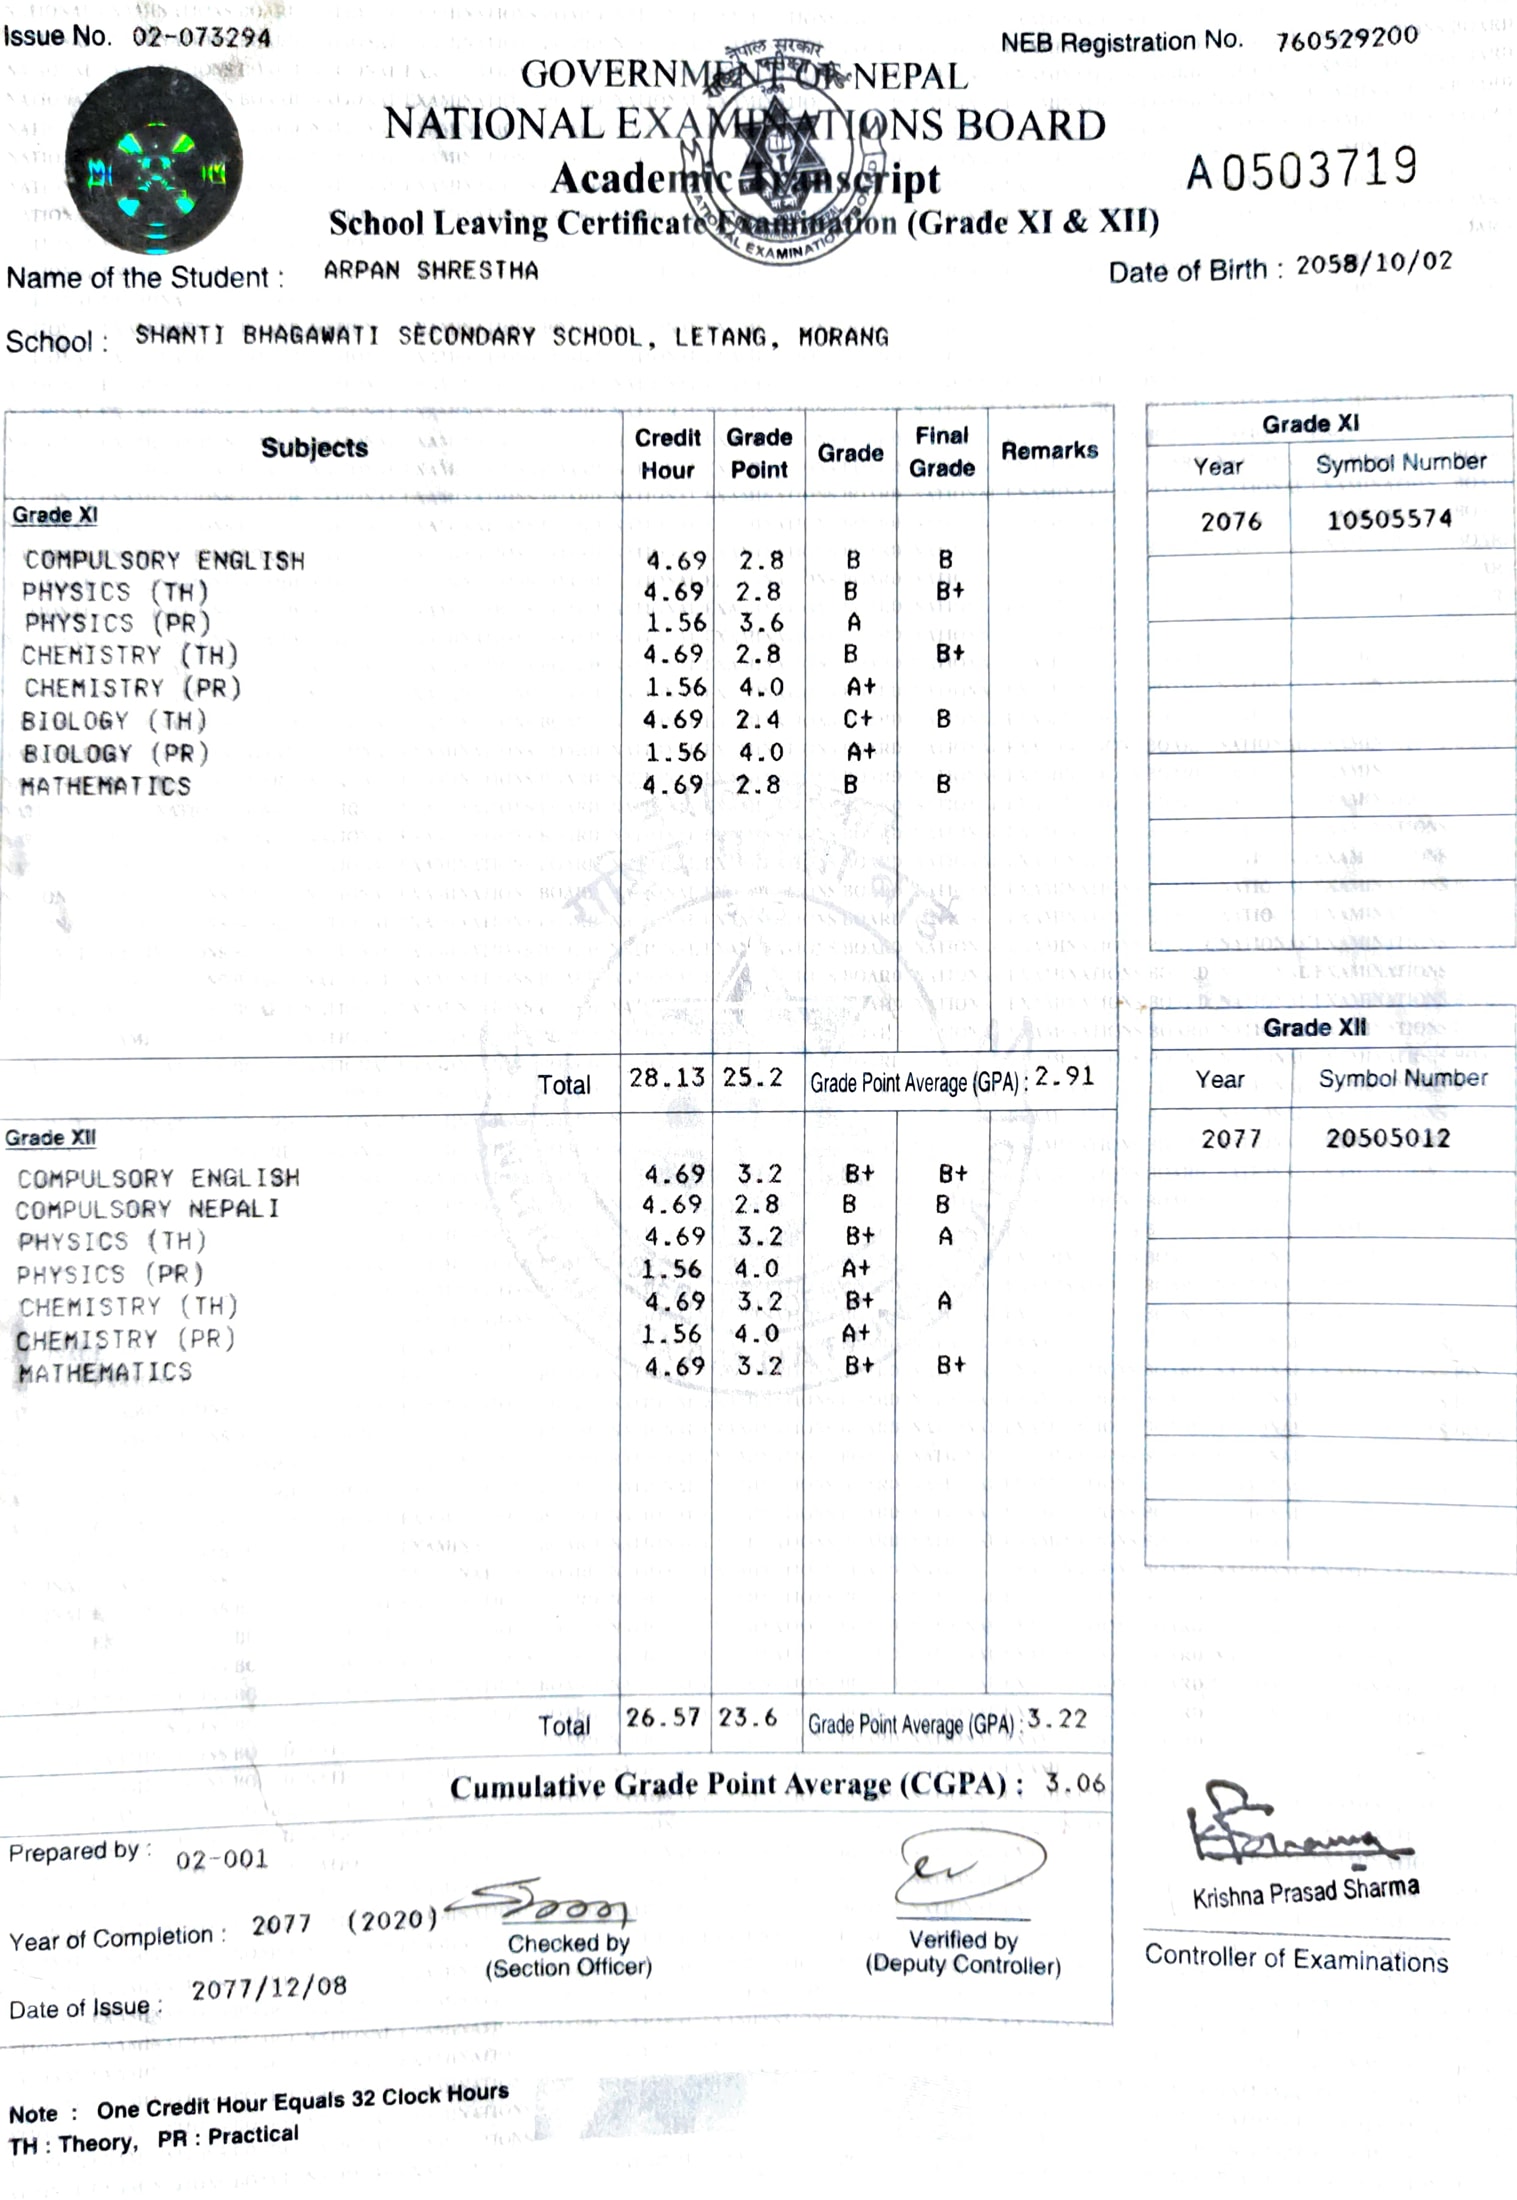 Issue No. 02-073294
NEB Registration No. 760529200
नेपाल सरकार
GOVERNMENT OF NEPAL
NATIONAL EXAMINATIONS BOARD
A0503719
Academic Transcript
School Leaving Certificate Examination (Grade XI & XII)
Name of the Student : ARPAN SHRESTHA
Date of Birth : 2058/10/02
School : SHANTI BHAGAWATI SECONDARY SCHOOL, LETANG, MORANG
Subjects Credit Hour Grade Point Grade Final Grade Remarks
Grade XI
COMPULSORY ENGLISH 4.69 2.8 B B
PHYSICS (TH) 4.69 2.8 B B+
PHYSICS (PR) 1.56 3.6 A
CHEMISTRY (TH) 4.69 2.8 B B+
CHEMISTRY (PR) 1.56 4.0 A+
BIOLOGY (TH) 4.69 2.4 C+ B
BIOLOGY (PR) 1.56 4.0 A+
MATHEMATICS 4.69 2.8 B B
Total 28.13 25.2 Grade Point Average (GPA) : 2.91
Grade XII
COMPULSORY ENGLISH 4.69 3.2 B+ B+
COMPULSORY NEPALI 4.69 2.8 B B
PHYSICS (TH) 4.69 3.2 B+ A
PHYSICS (PR) 1.56 4.0 A+
CHEMISTRY (TH) 4.69 3.2 B+ A
CHEMISTRY (PR) 1.56 4.0 A+
MATHEMATICS 4.69 3.2 B+ B+
Total 26.57 23.6 Grade Point Average (GPA) : 3.22
Cumulative Grade Point Average (CGPA) : 3.06
Grade XI
Year Symbol Number
2076 10505574
Grade XII
Year Symbol Number
2077 20505012
Prepared by : 02-001
Year of Completion : 2077 (2020)
Date of Issue : 2077/12/08
Checked by
(Section Officer)
Verified by
(Deputy Controller)
Krishna Prasad Sharma
Controller of Examinations
Note : One Credit Hour Equals 32 Clock Hours
TH : Theory, PR : Practical